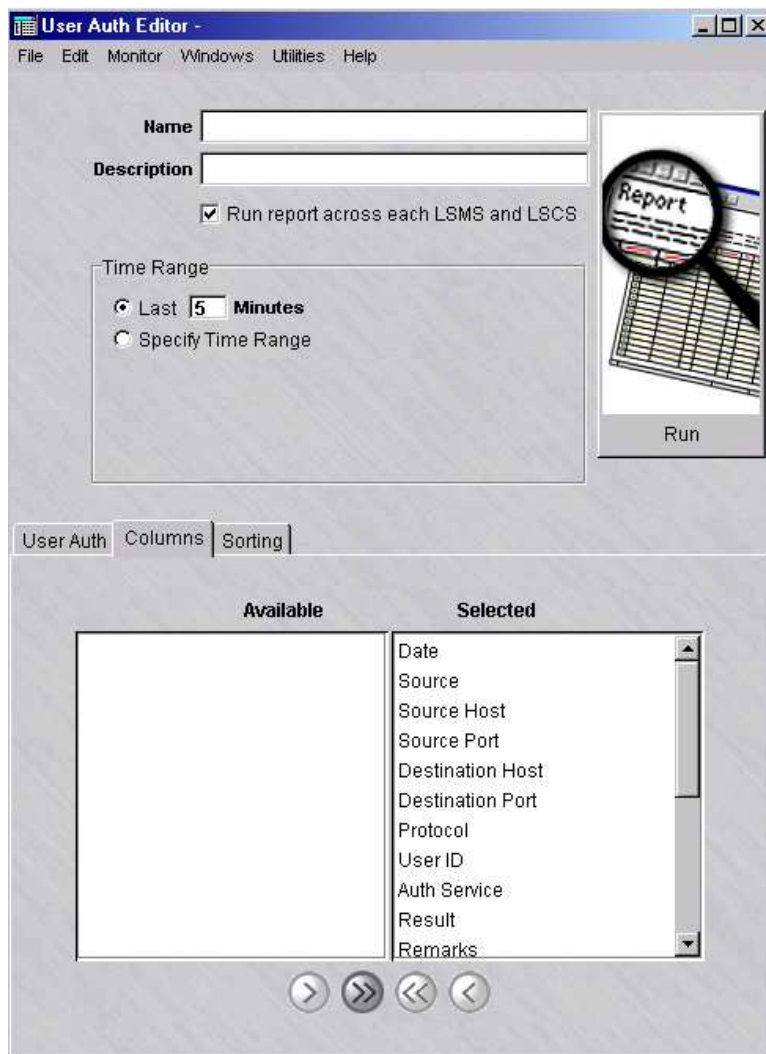 User Auth Editor -
File Edit Monitor Windows Utilities Help
Name
Description
Run report across each LSMS and LSCS
Report
Time Range
Last 5 Minutes
Specify Time Range
Run
User Auth Columns Sorting
Available Selected
Date
Source
Source Host
Source Port
Destination Host
Destination Port
Protocol
User ID
Auth Service
Result
Remarks